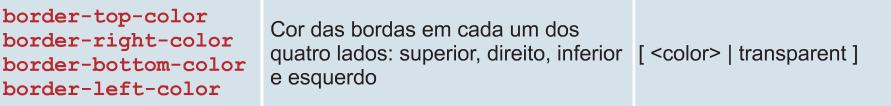 border-top-color
border-right-color
border-bottom-color
border-left-color
Cor das bordas em cada um dos
quatro lados: superior, direito, inferior
e esquerdo
[ <color> | transparent ]